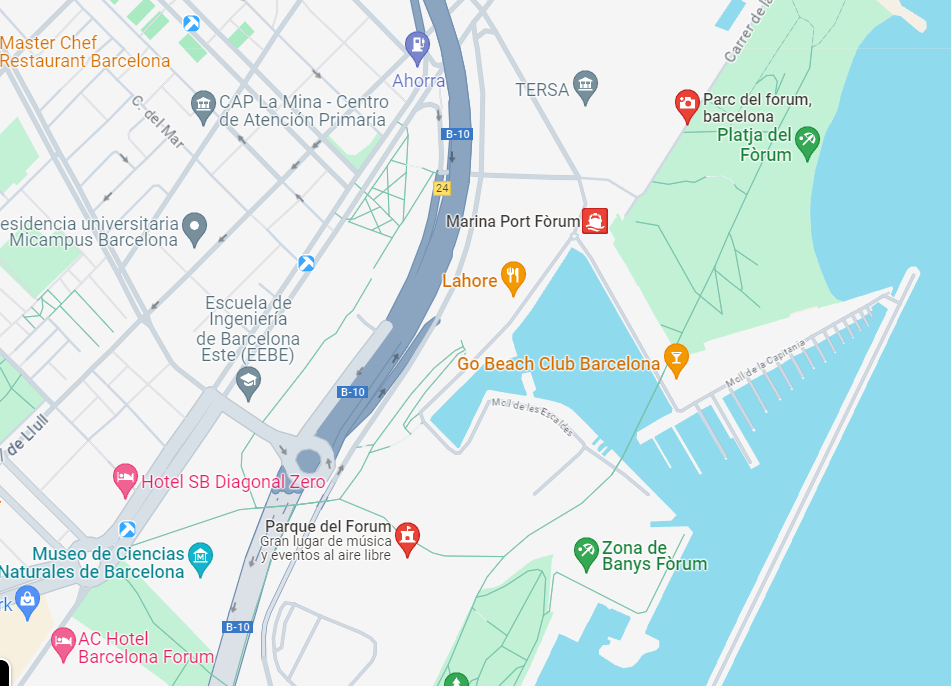 Master Chef
Restaurant Barcelona
Ahorra
Carrer de la
CAP La Mina - Centro
de Atención Primaria
TERSA
Parc del forum,
barcelona
Platja del
Fòrum
C. del Mar
B-10
24
esidencia universitaria
Micampus Barcelona
Marina Port Fòrum
Lahore
Escuela de
Ingeniería
de Barcelona
Este (EEBE)
Go Beach Club Barcelona
Moll de la Capitania
B-10
Moll de les Escaldes
/ de Llull
Hotel SB Diagonal Zero
Parque del Forum
Gran lugar de música
y eventos al aire libre
Museo de Ciencias
Naturales de Barcelona
Zona de
Banys Fòrum
rk
B-10
AC Hotel
Barcelona Forum